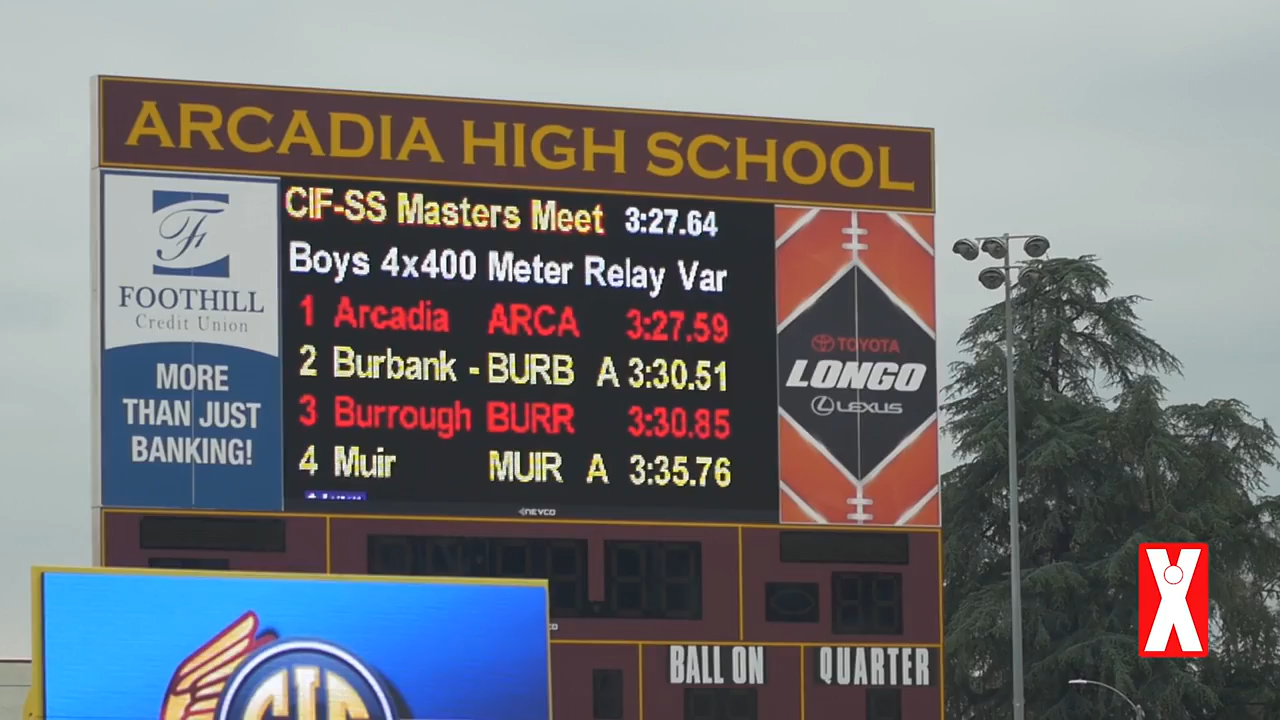 ARCADIA HIGH SCHOOL
FOOTHILL
Credit Union
MORE
THAN JUST
BANKING!
CIF-SS Masters Meet 3:27.64
Boys 4x400 Meter Relay Var
1 Arcadia ARCA 3:27.59
2 Burbank - BURB A 3:30.51
3 Burrough BURR 3:30.85
4 Muir MUIR A 3:35.76
NEVCO
TOYOTA
LONGO
LEXUS
BALL ON
QUARTER
CIF
X